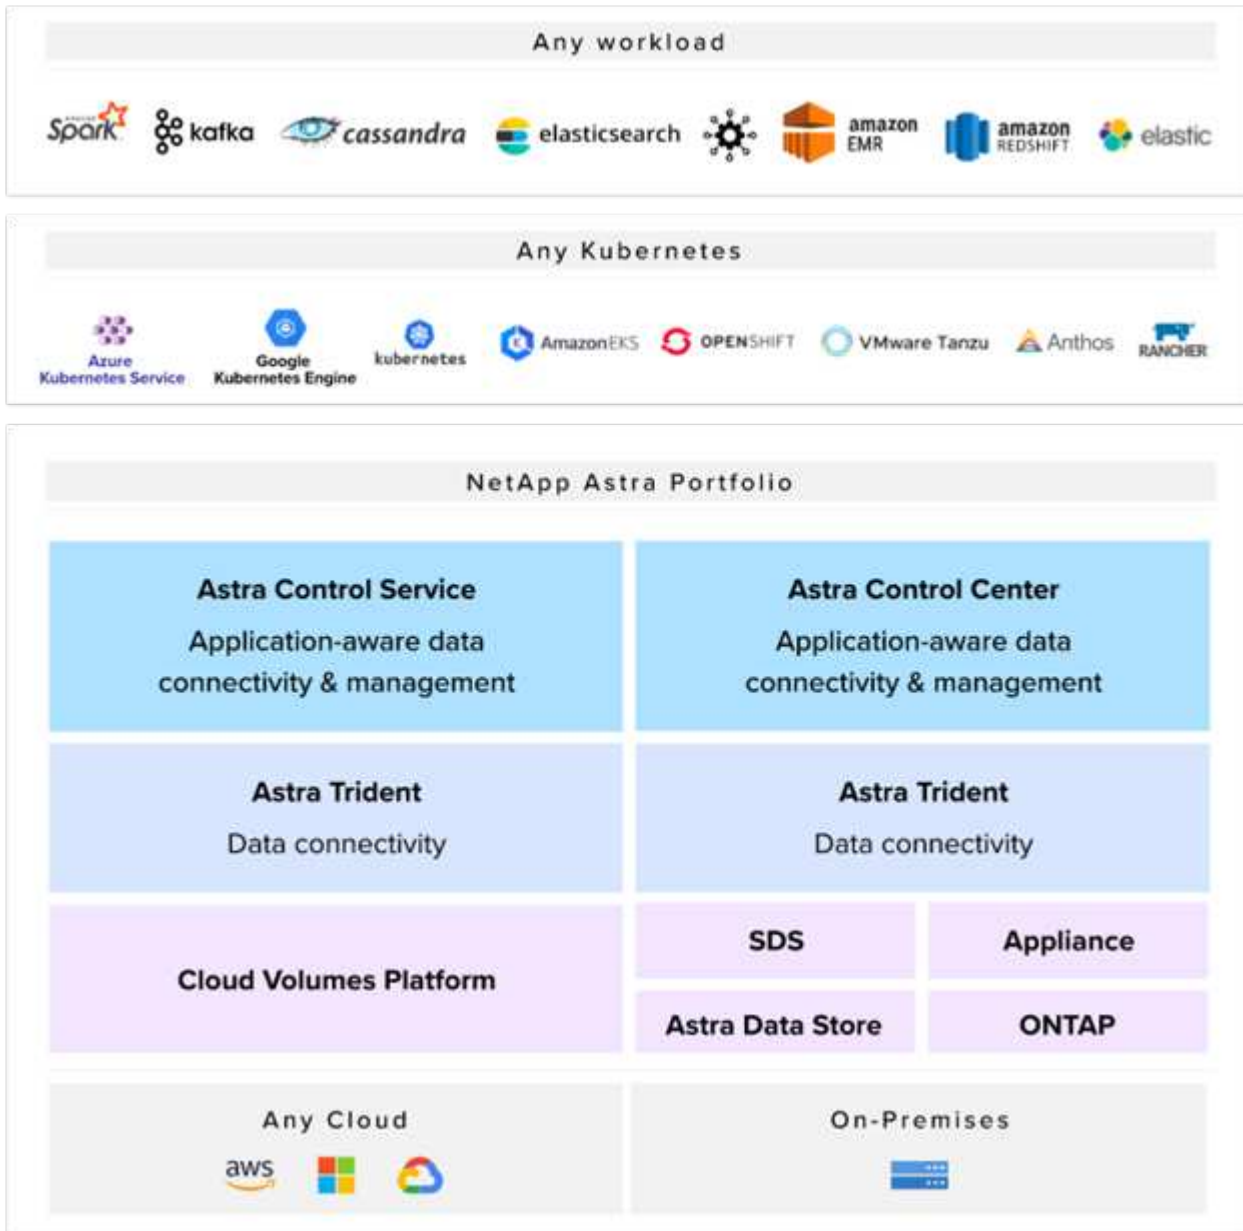 Any workload
APACHE
Spark
kafka
cassandra
elasticsearch
amazon
EMR
amazon
REDSHIFT
elastic
Any Kubernetes
Azure
Kubernetes Service
Google
Kubernetes Engine
kubernetes
Amazon EKS
OPENSHIFT
VMware Tanzu
Anthos
RANCHER
NetApp Astra Portfolio
Astra Control Service
Application-aware data
connectivity & management
Astra Control Center
Application-aware data
connectivity & management
Astra Trident
Data connectivity
Astra Trident
Data connectivity
Cloud Volumes Platform
SDS
Appliance
Astra Data Store
ONTAP
Any Cloud
aws
On-Premises